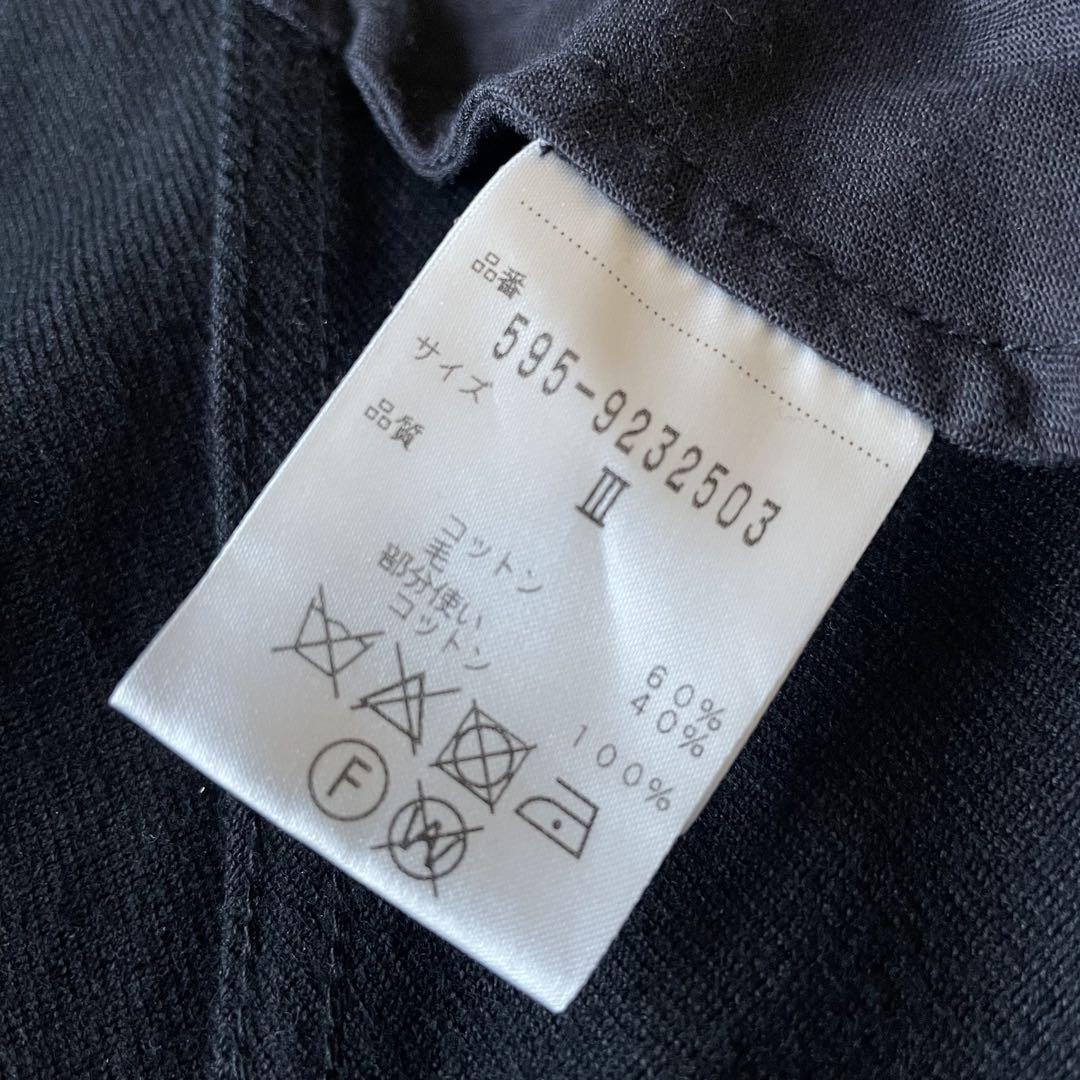 品番
595-9232503
サイズ
III
品質
コットン 60%
毛 40%
部分使い
コットン 100%
F
W